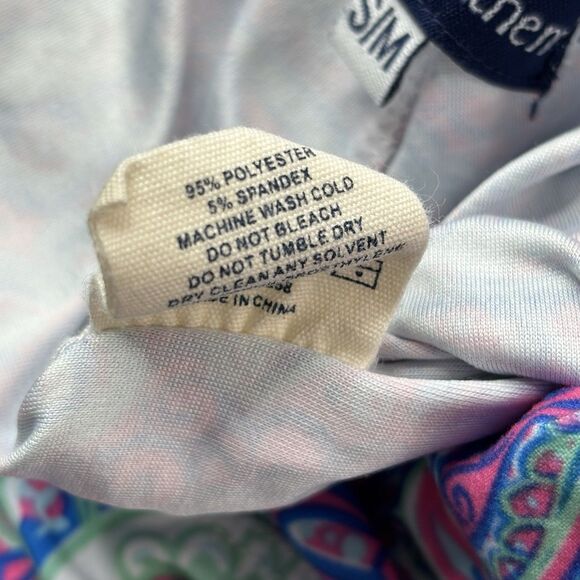 S/M
95% POLYESTER
5% SPANDEX
MACHINE WASH COLD
DO NOT BLEACH
DO NOT TUMBLE DRY
DRY CLEAN ANY SOLVENT
IN CHINA